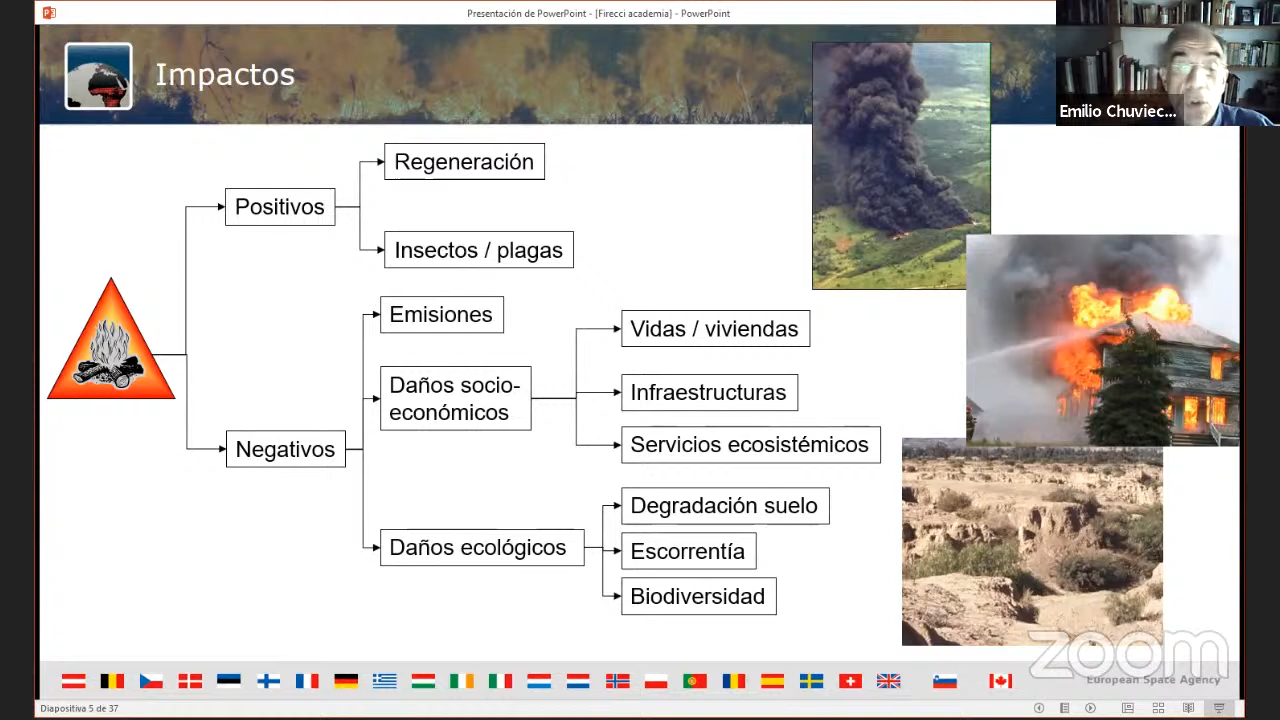 Presentación de PowerPoint - [Firecci academia] - PowerPoint
Emilio Chuviec...
Impactos
Regeneración
Positivos
Insectos / plagas
Emisiones
Vidas / viviendas
Daños socio-
económicos
Infraestructuras
Negativos
Servicios ecosistémicos
Degradación suelo
Daños ecológicos
Escorrentía
Biodiversidad
zoom
European Space Agency
Diapositiva 5 de 37